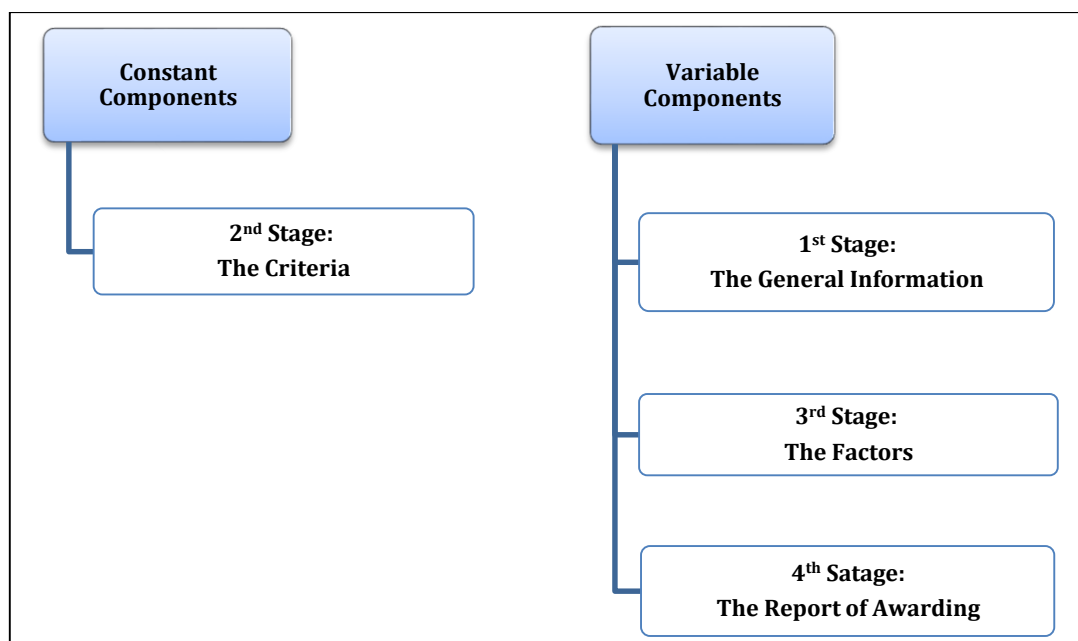 Constant
Components
2nd Stage:
The Criteria
Variable
Components
1st Stage:
The General Information
3rd Stage:
The Factors
4th Satage:
The Report of Awarding